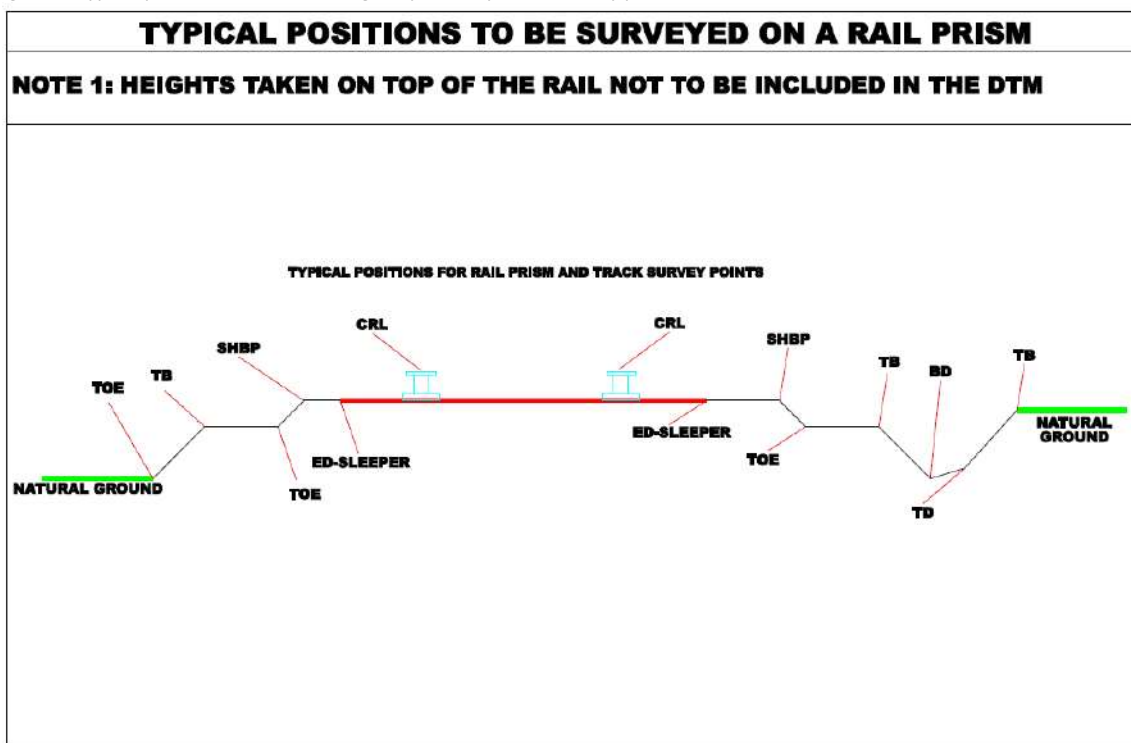 TYPICAL POSITIONS TO BE SURVEYED ON A RAIL PRISM
NOTE 1: HEIGHTS TAKEN ON TOP OF THE RAIL NOT TO BE INCLUDED IN THE DTM
TYPICAL POSITIONS FOR RAIL PRISM AND TRACK SURVEY POINTS
CRL
CRL
SHBP
SHBP
TOE
TB
TB
BD
TB
NATURAL
GROUND
ED-SLEEPER
ED-SLEEPER
TOE
NATURAL GROUND
TOE
TD